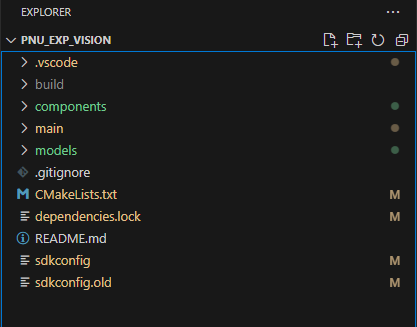 EXPLORER ...
PNU_EXP_VISION
.vscode
build
components
main
models
.gitignore
CMakeLists.txt M
dependencies.lock M
README.md
sdkconfig M
sdkconfig.old M